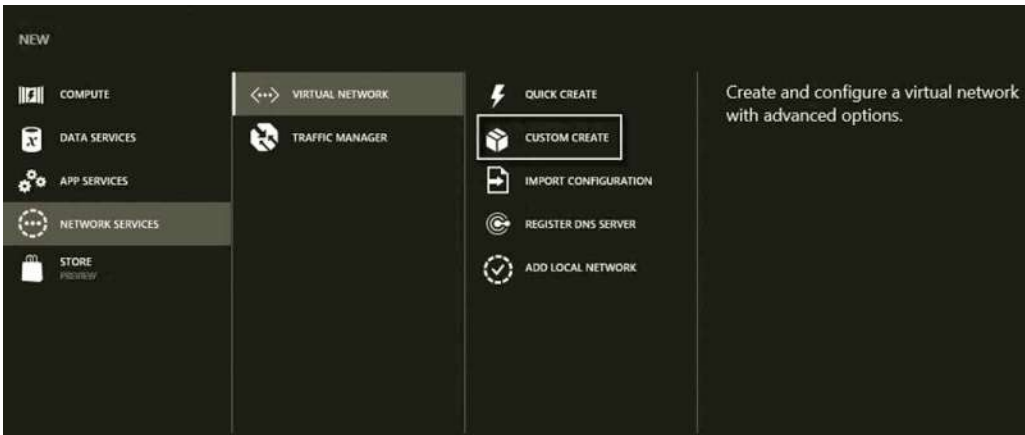 NEW
COMPUTE
DATA SERVICES
APP SERVICES
NETWORK SERVICES
STORE
PREVIEW
VIRTUAL NETWORK
TRAFFIC MANAGER
QUICK CREATE
CUSTOM CREATE
IMPORT CONFIGURATION
REGISTER DNS SERVER
ADD LOCAL NETWORK
Create and configure a virtual network
with advanced options.